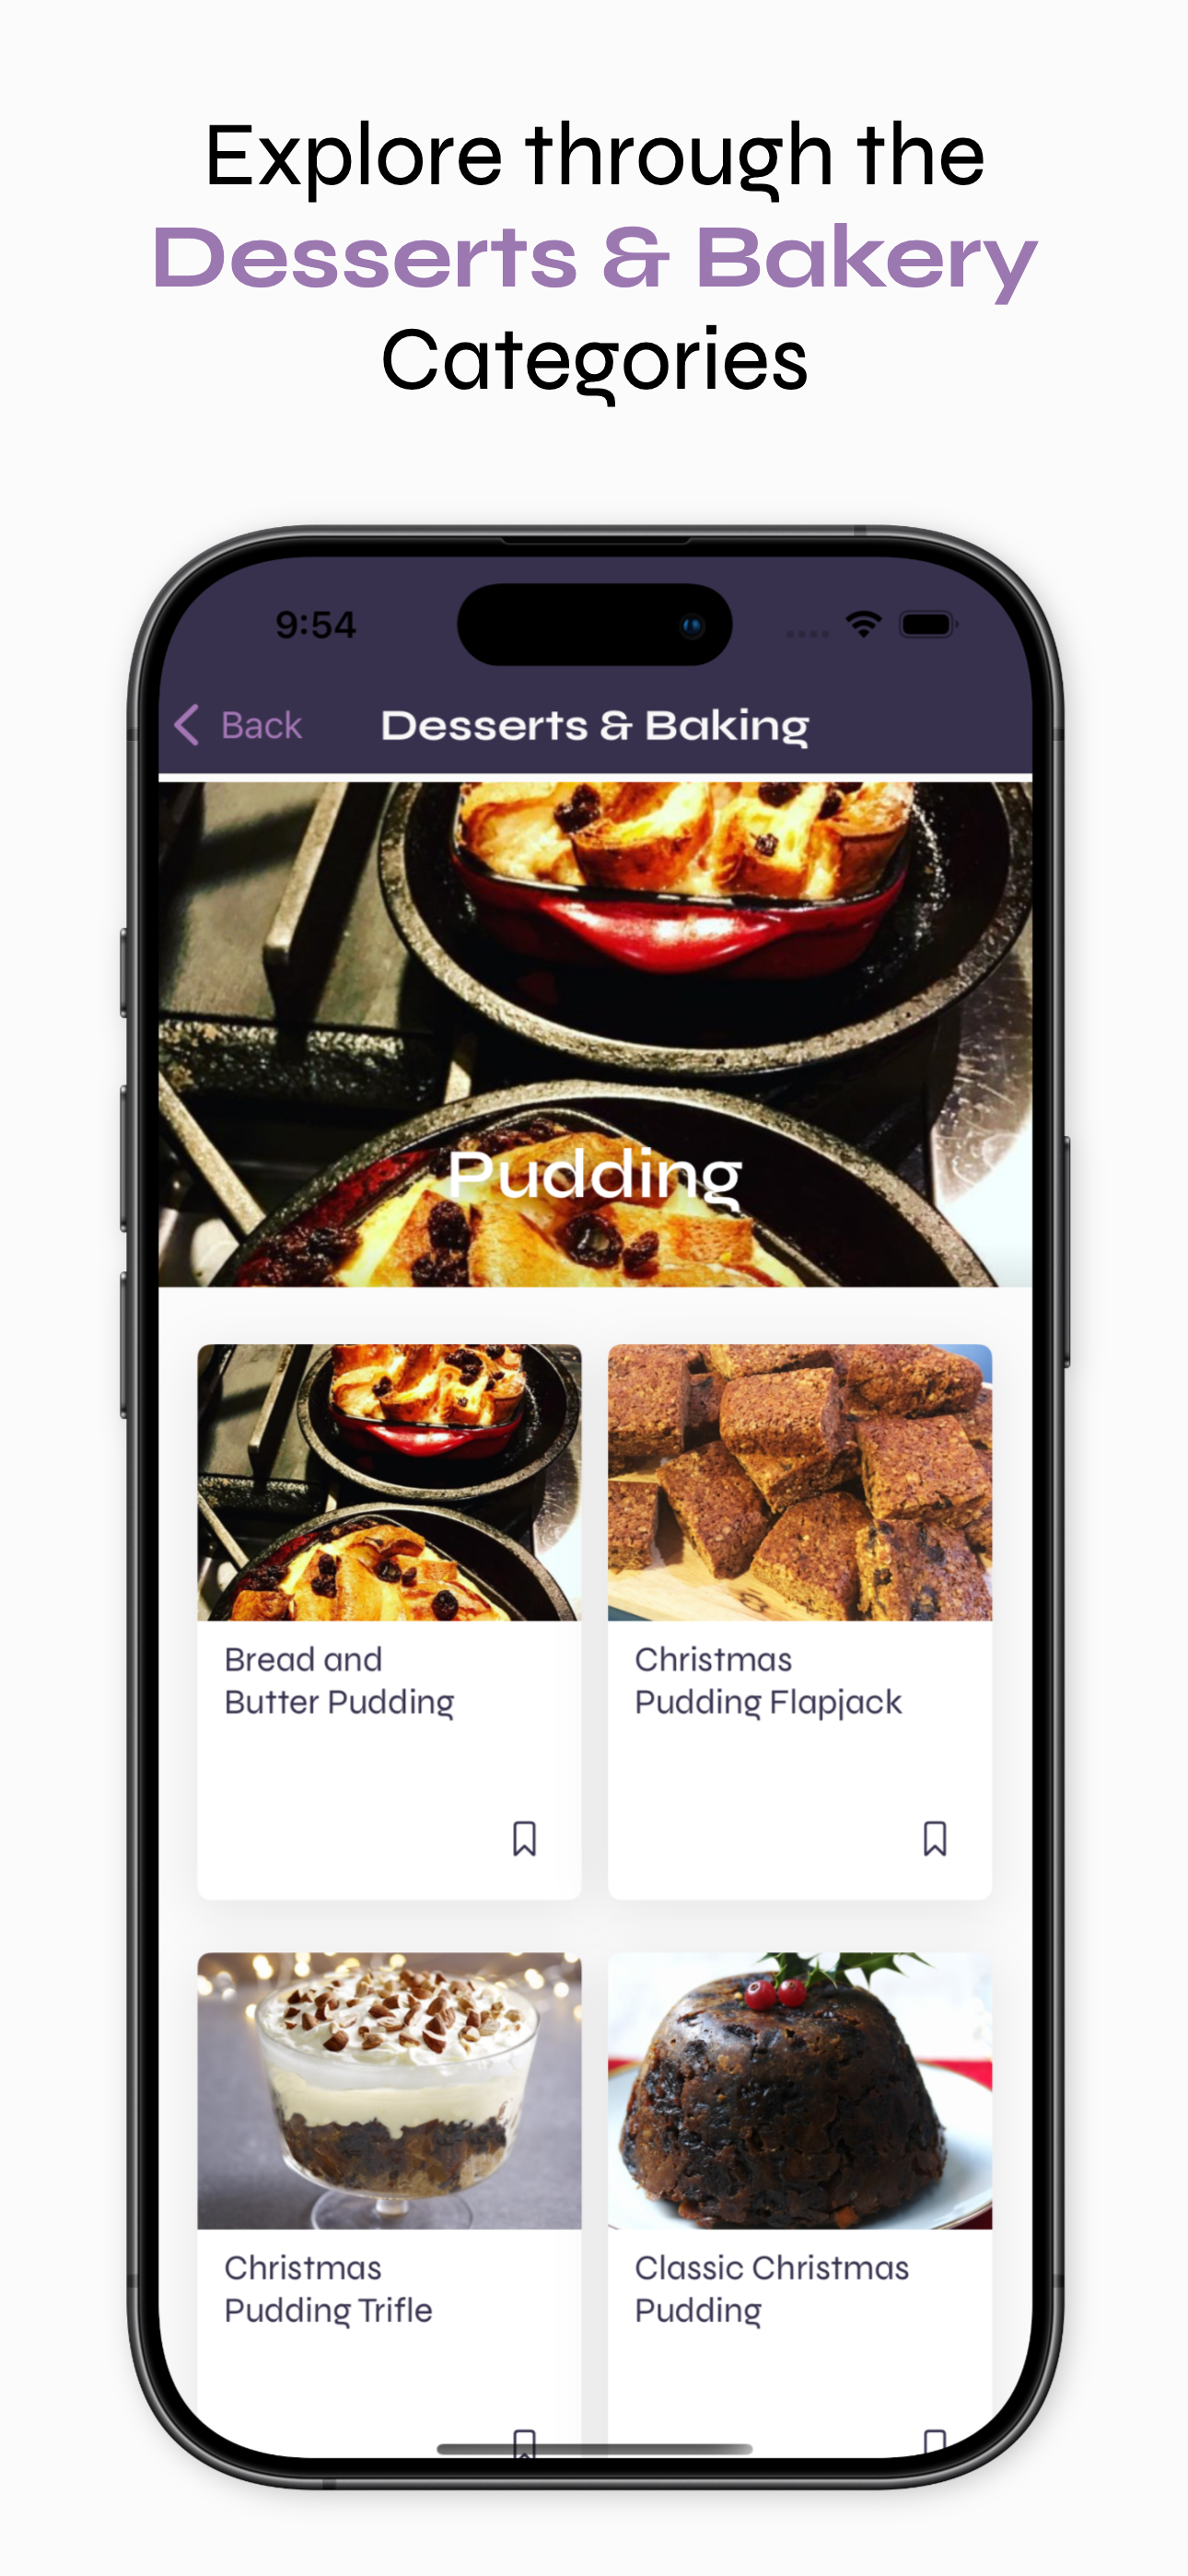 Explore through the
Desserts & Bakery
Categories
9:54
Back
Desserts & Baking
Pudding
Bread and
Butter Pudding
Christmas
Pudding Flapjack
Christmas
Pudding Trifle
Classic Christmas
Pudding